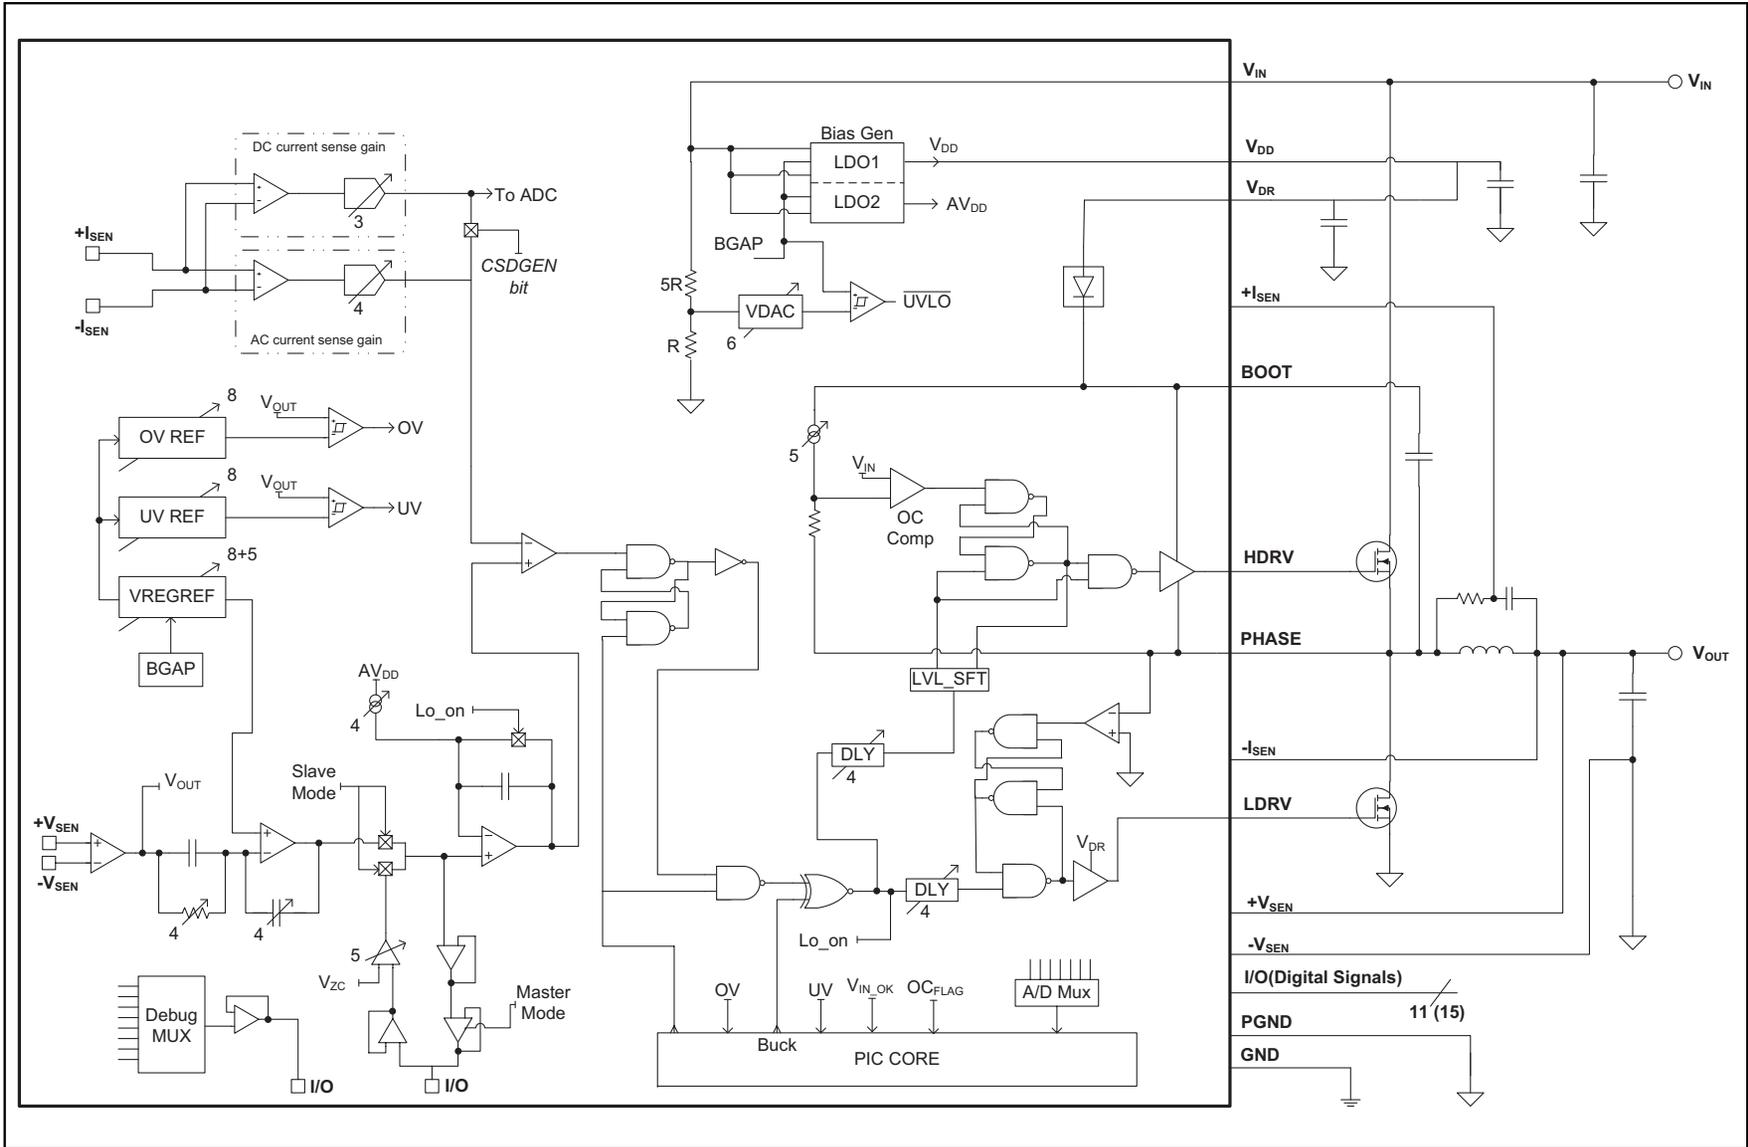 DC current sense gain
3
To ADC
+ISEN
CSDGEN
bit
4
-ISEN
AC current sense gain
Bias Gen
LDO1
VDD
LDO2
AVDD
BGAP
5R
VDAC
UVLO
6
R
VIN
VIN
VDD
VDR
+ISEN
BOOT
8
VOUT
OV REF
OV
8
VOUT
UV REF
UV
8+5
VREGREF
BGAP
5
VIN
OC
Comp
HDRV
PHASE
VOUT
LVL_SFT
AVDD
4
Lo_on
DLY
4
-ISEN
Slave
Mode
VOUT
LDRV
+VSEN
-VSEN
VDR
DLY
4
4
4
Lo_on
+VSEN
-VSEN
5
VZC
Master
Mode
Debug
MUX
I/O
I/O
OV
UV
VIN_OK
OCFLAG
A/D Mux
Buck
PIC CORE
I/O(Digital Signals)
11 (15)
PGND
GND